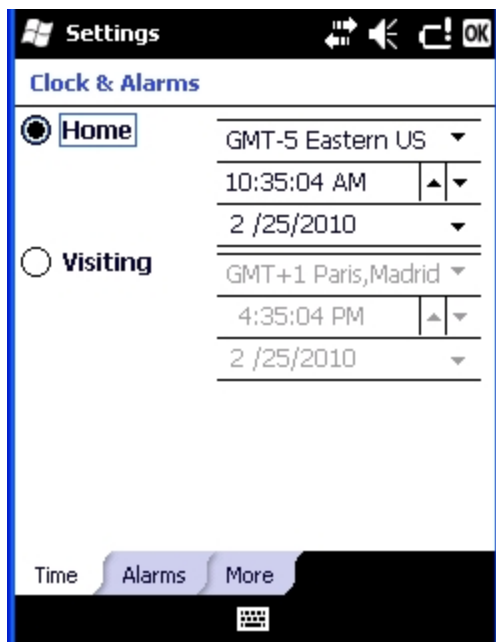 Settings OK
Clock & Alarms
Home
GMT-5 Eastern US
10:35:04 AM
2 /25/2010
Visiting
GMT+1 Paris,Madrid
4:35:04 PM
2 /25/2010
Time Alarms More